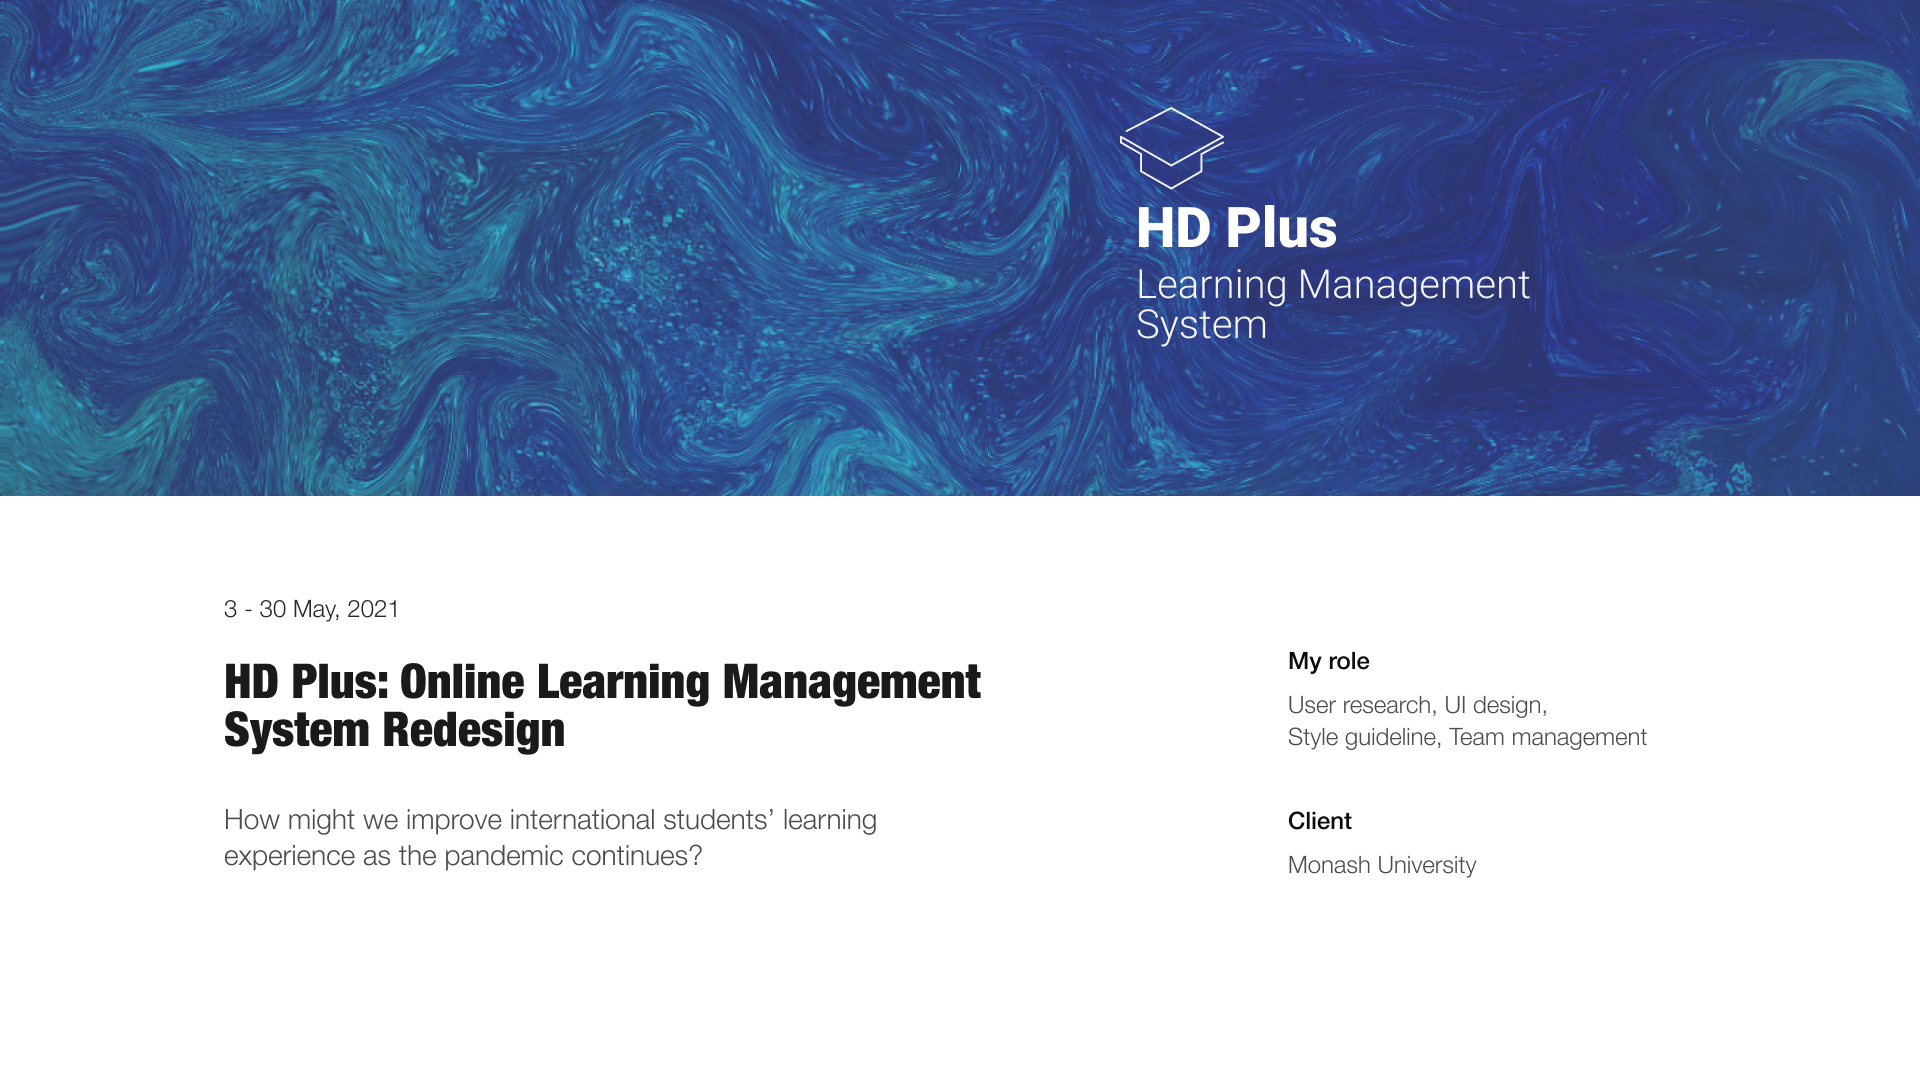 HD Plus
Learning Management
System
3 - 30 May, 2021
HD Plus: Online Learning Management
System Redesign
How might we improve international students’ learning
experience as the pandemic continues?
My role
User research, UI design,
Style guideline, Team management
Client
Monash University